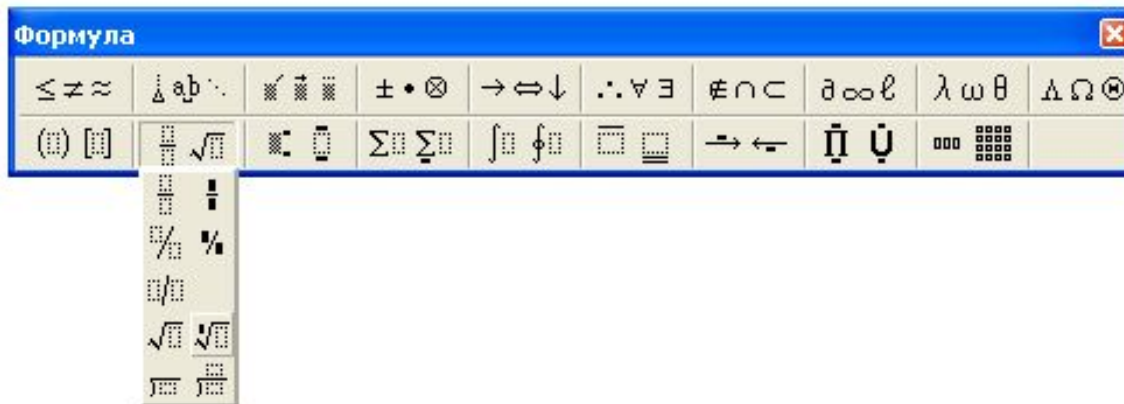 Формула
≤ ≠ ≈ a͟b ⋱ ± • ⊗ → ⇔ ↓ ∴ ∀ ∃ ∉ ∩ ⊂ ∂ ∞ ℓ λ ω θ Λ Ω Θ
(▯) [▯] √▯ Σ▯ Σ▯ ∫▯ ∮▯ → ← Π̣ U̇
√▯ √▯